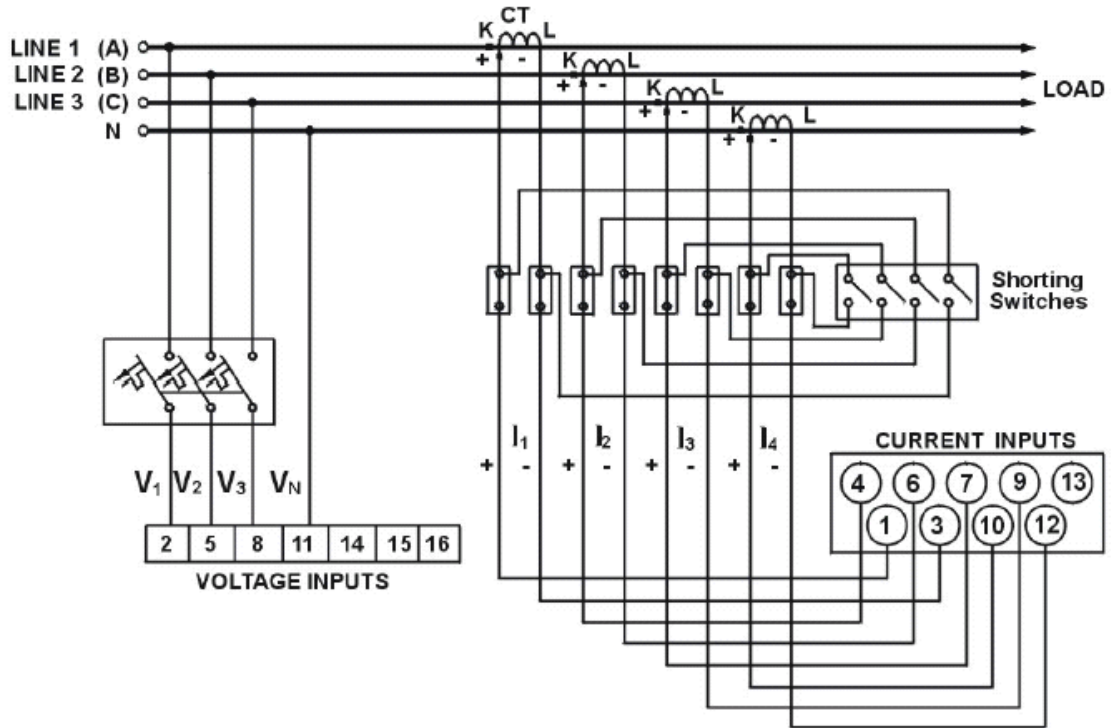 CT
K L
LINE 1 (A)
+ -
LINE 2 (B)
K L
+ -
LINE 3 (C)
K L
+ -
N
K L
+ -
LOAD
Shorting
Switches
I₁ I₂ I₃ I₄
+ - + - + - + -
V₁ V₂ V₃ V_N
2 5 8 11 14 15 16
VOLTAGE INPUTS
CURRENT INPUTS
4 6 7 9 13
1 3 10 12